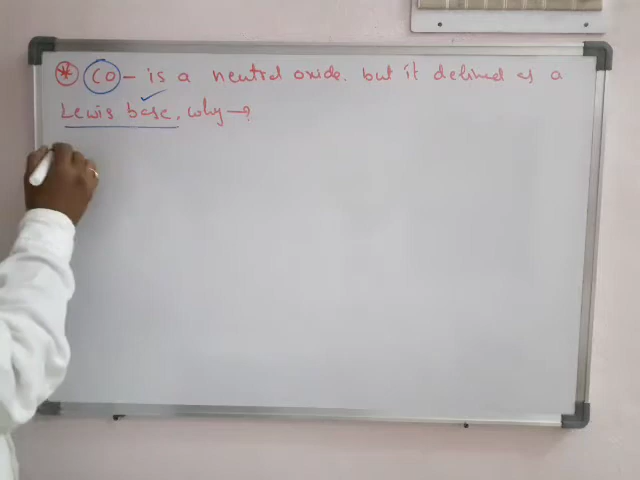 * CO - is a neutral oxide. but it defined as a
Lewis base, why → ?